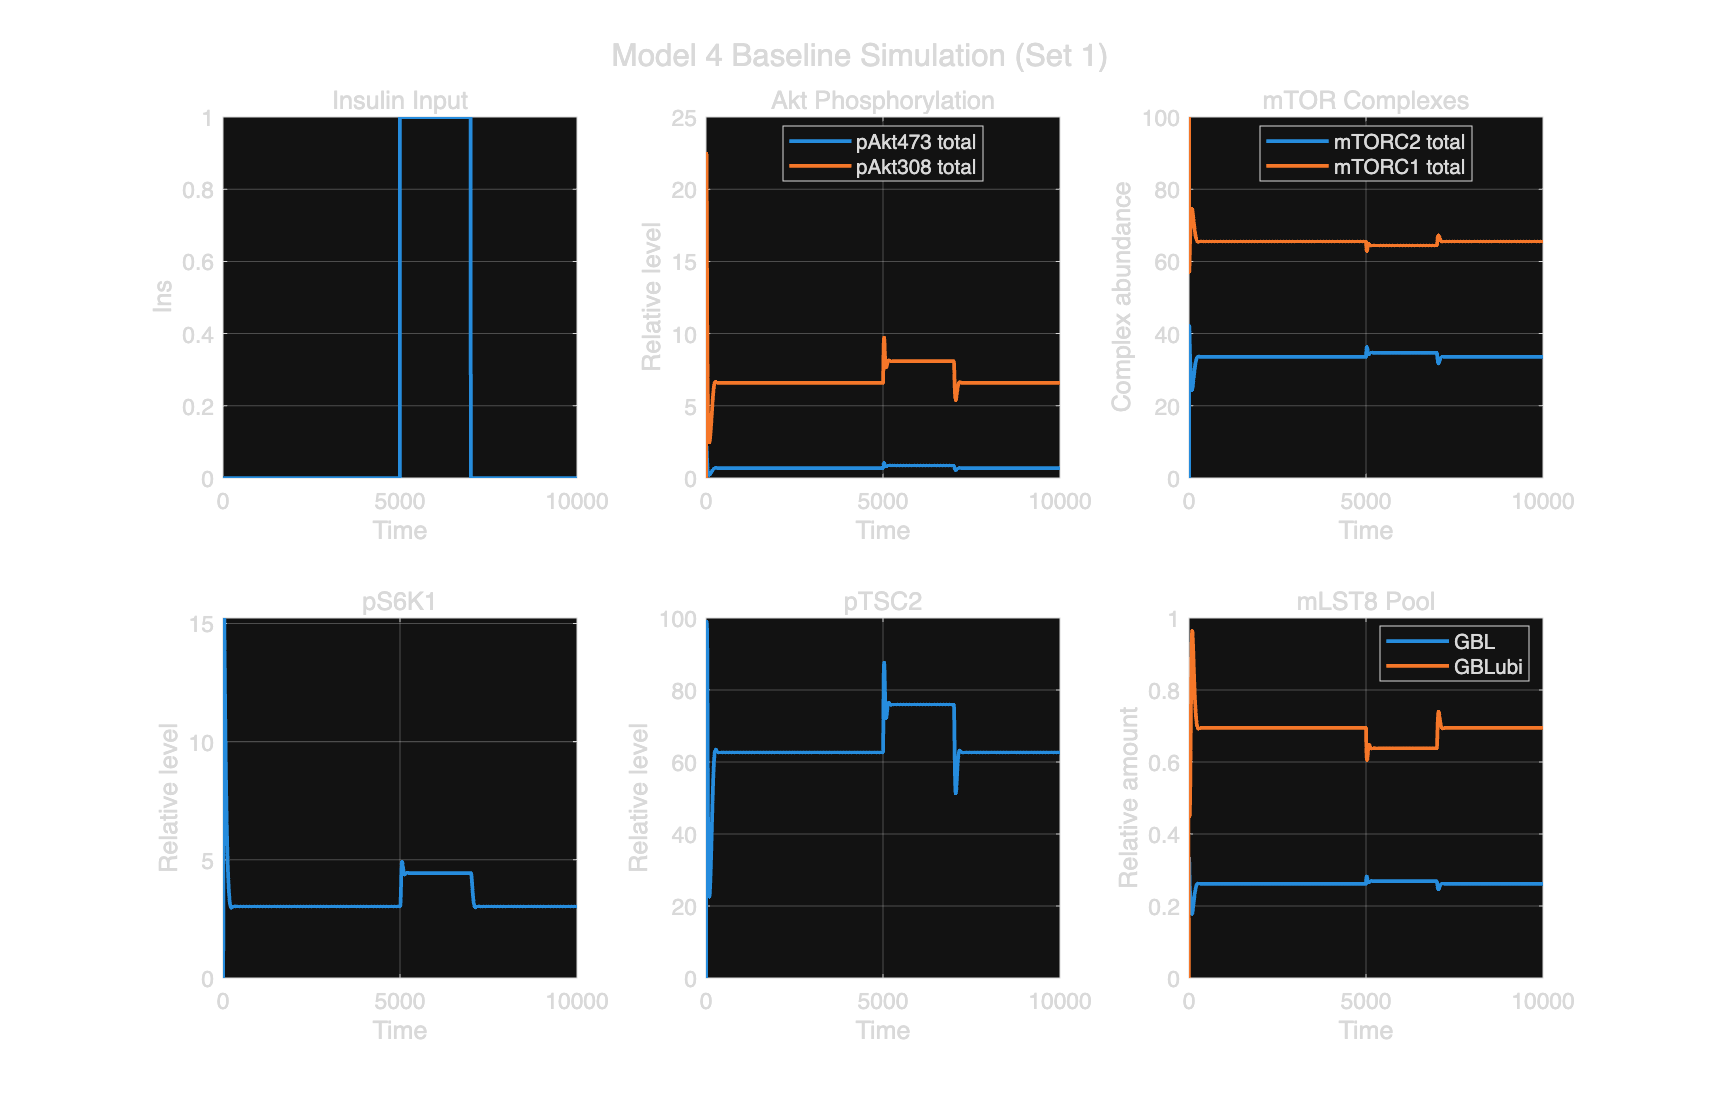 Model 4 Baseline Simulation (Set 1)
Insulin Input
1
0.8
0.6
0.4
0.2
0
Ins
0 5000 10000
Time
Akt Phosphorylation
25
20
15
10
5
0
Relative level
pAkt473 total
pAkt308 total
0 5000 10000
Time
mTOR Complexes
100
80
60
40
20
0
Complex abundance
mTORC2 total
mTORC1 total
0 5000 10000
Time
pS6K1
15
10
5
0
Relative level
0 5000 10000
Time
pTSC2
100
80
60
40
20
0
Relative level
0 5000 10000
Time
mLST8 Pool
1
0.8
0.6
0.4
0.2
0
Relative amount
GBL
GBLubi
0 5000 10000
Time